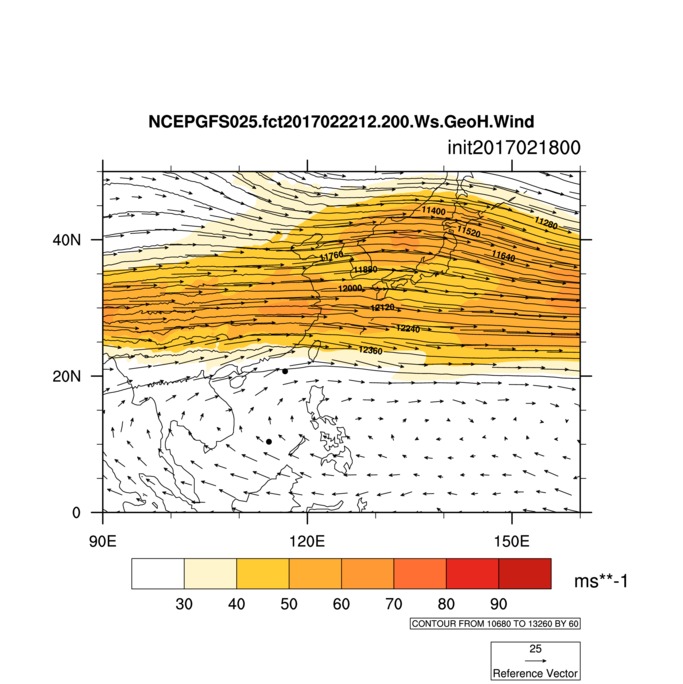 NCEPGFS025.fct2017022212.200.Ws.GeoH.Wind
init2017021800
11400
11280
11520
11640
11760
11880
12000
12120
12240
12360
40N
20N
0
90E 120E 150E
30 40 50 60 70 80 90
ms**-1
CONTOUR FROM 10680 TO 13260 BY 60
25
Reference Vector